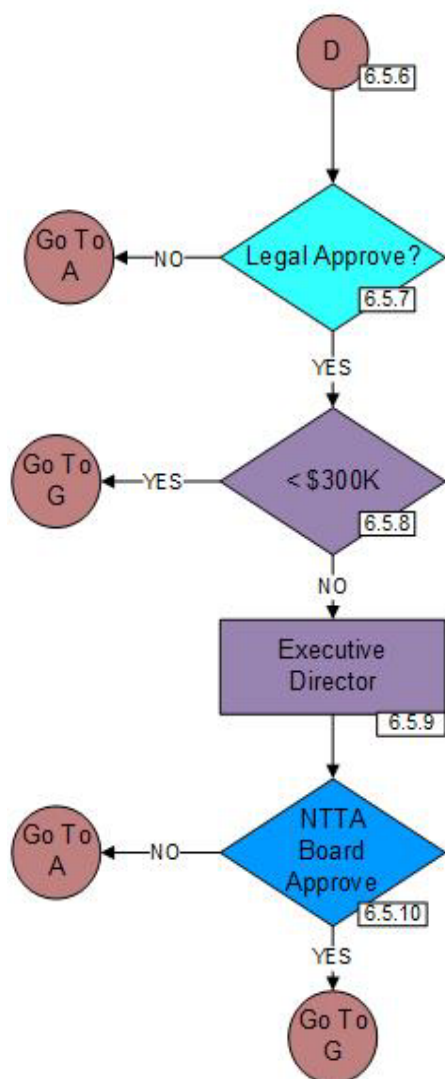 D
6.5.6
Legal Approve?
6.5.7
NO
Go To
A
YES
< $300K
6.5.8
YES
Go To
G
NO
Executive
Director
6.5.9
NTTA
Board
Approve
6.5.10
NO
Go To
A
YES
Go To
G